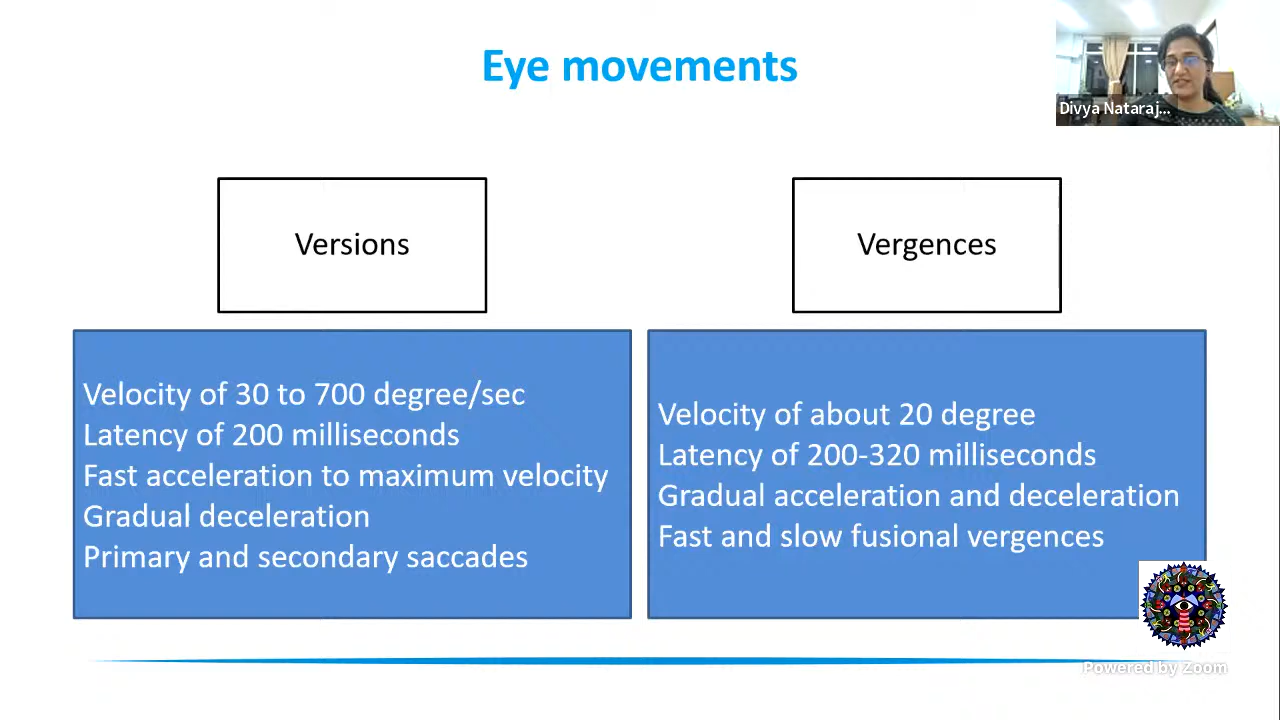 Eye movements
Divya Nataraj...
Versions
Vergences
Velocity of 30 to 700 degree/sec
Latency of 200 milliseconds
Fast acceleration to maximum velocity
Gradual deceleration
Primary and secondary saccades
Velocity of about 20 degree
Latency of 200-320 milliseconds
Gradual acceleration and deceleration
Fast and slow fusional vergences
Powered by Zoom